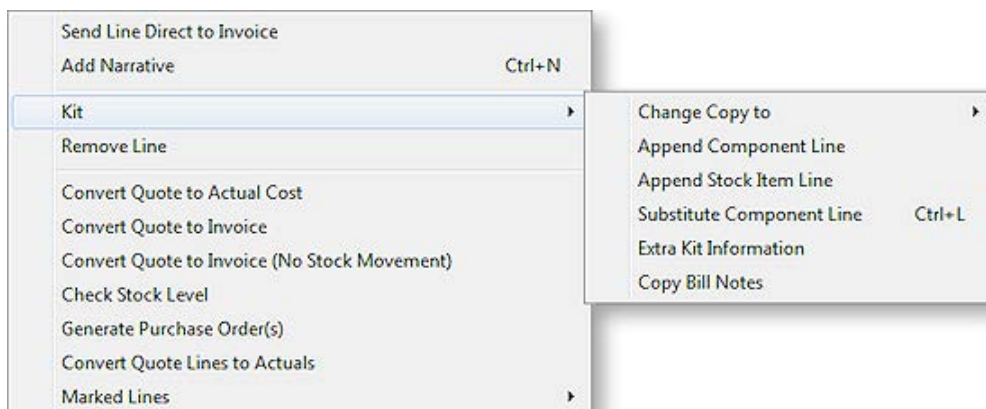 Send Line Direct to Invoice
Add Narrative Ctrl+N
Kit
Remove Line
Convert Quote to Actual Cost
Convert Quote to Invoice
Convert Quote to Invoice (No Stock Movement)
Check Stock Level
Generate Purchase Order(s)
Convert Quote Lines to Actuals
Marked Lines
Change Copy to
Append Component Line
Append Stock Item Line
Substitute Component Line Ctrl+L
Extra Kit Information
Copy Bill Notes